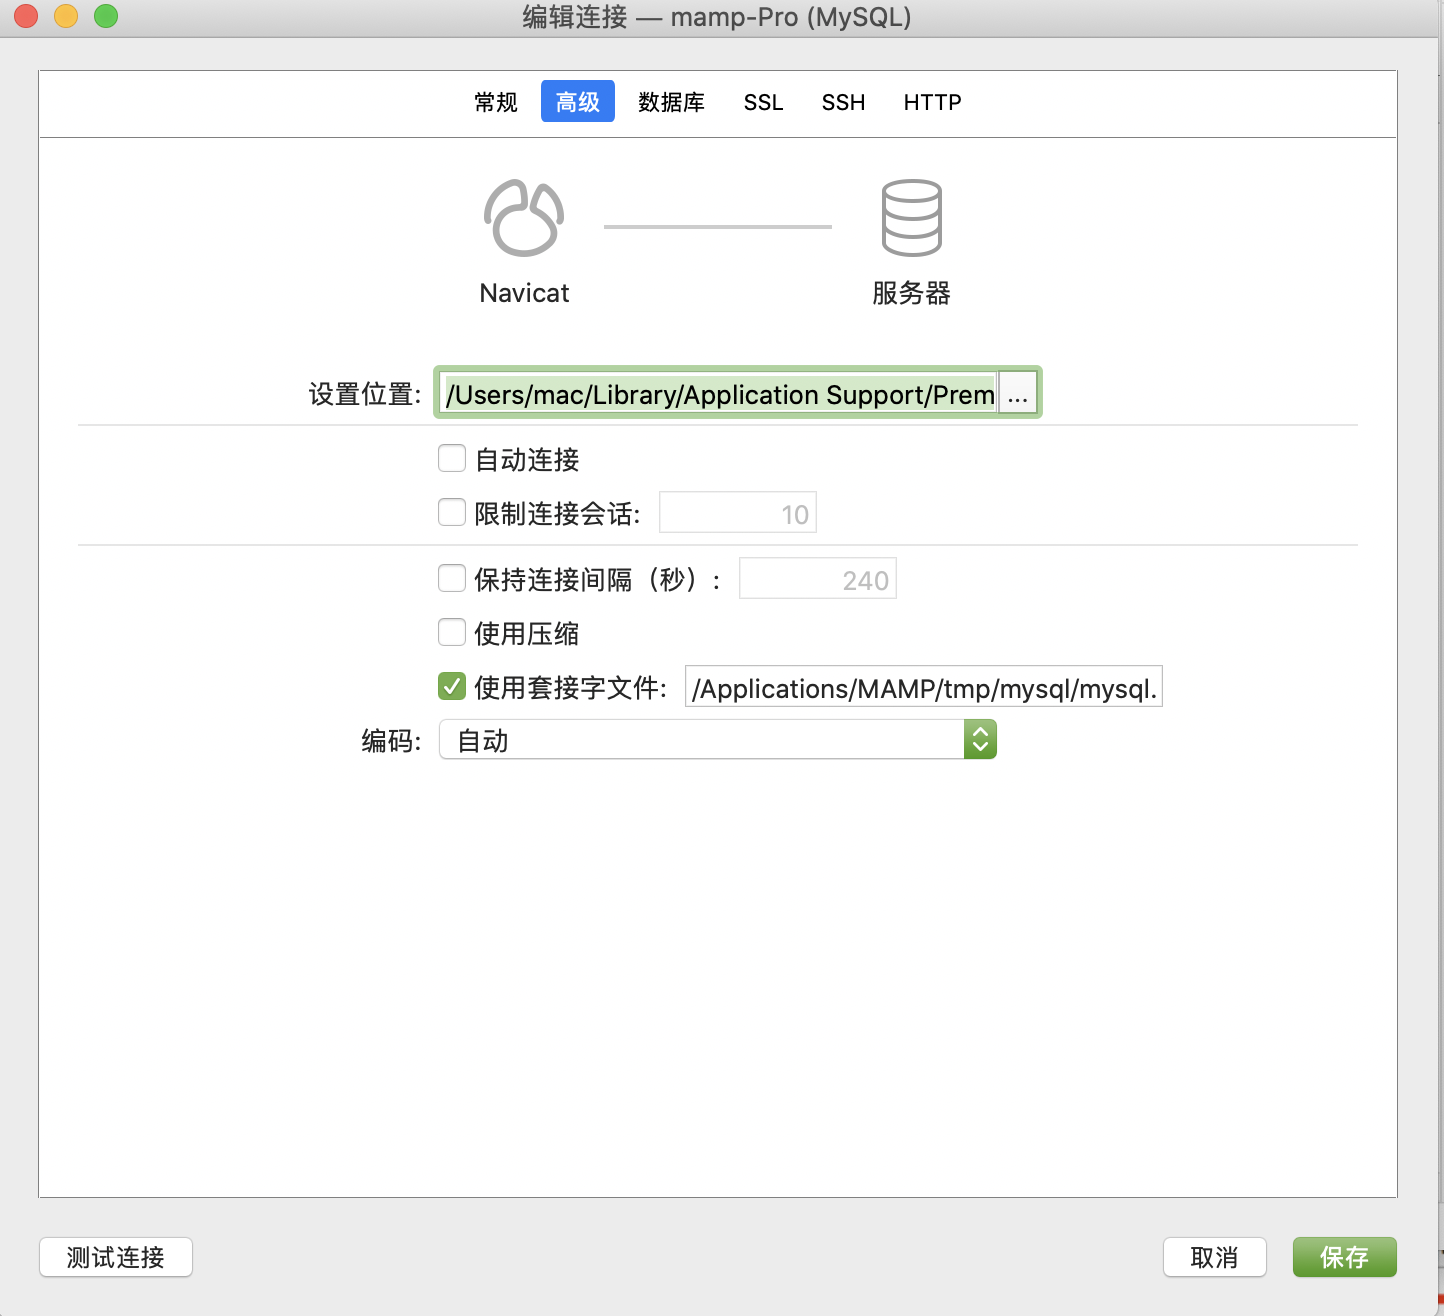 编辑连接 — mamp-Pro (MySQL)
常规 高级 数据库 SSL SSH HTTP
Navicat 服务器
设置位置: /Users/mac/Library/Application Support/Prem ...
自动连接
限制连接会话: 10
保持连接间隔（秒）: 240
使用压缩
使用套接字文件: /Applications/MAMP/tmp/mysql/mysql.
编码: 自动
测试连接 取消 保存